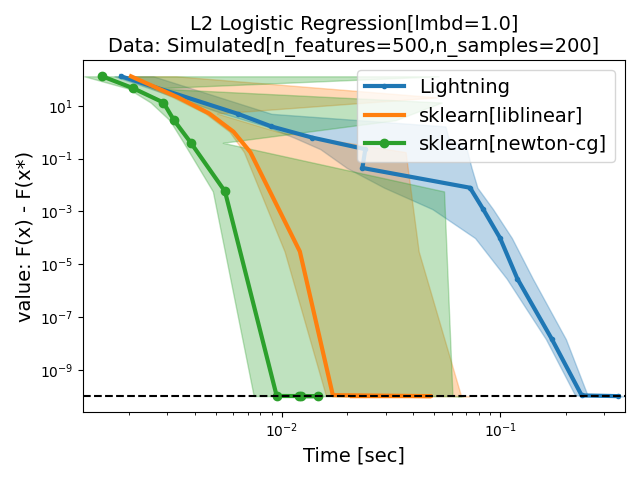 L2 Logistic Regression[lmbd=1.0]
Data: Simulated[n_features=500,n_samples=200]
Lightning
sklearn[liblinear]
sklearn[newton-cg]
value: F(x) - F(x*)
10¹
10⁻¹
10⁻³
10⁻⁵
10⁻⁷
10⁻⁹
10⁻²
10⁻¹
Time [sec]